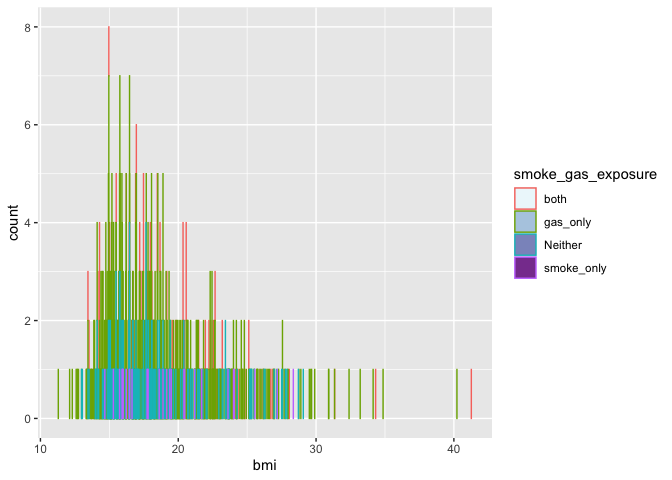 8
6
4
2
0
count
10
20
30
40
bmi
smoke_gas_exposure
both
gas_only
Neither
smoke_only